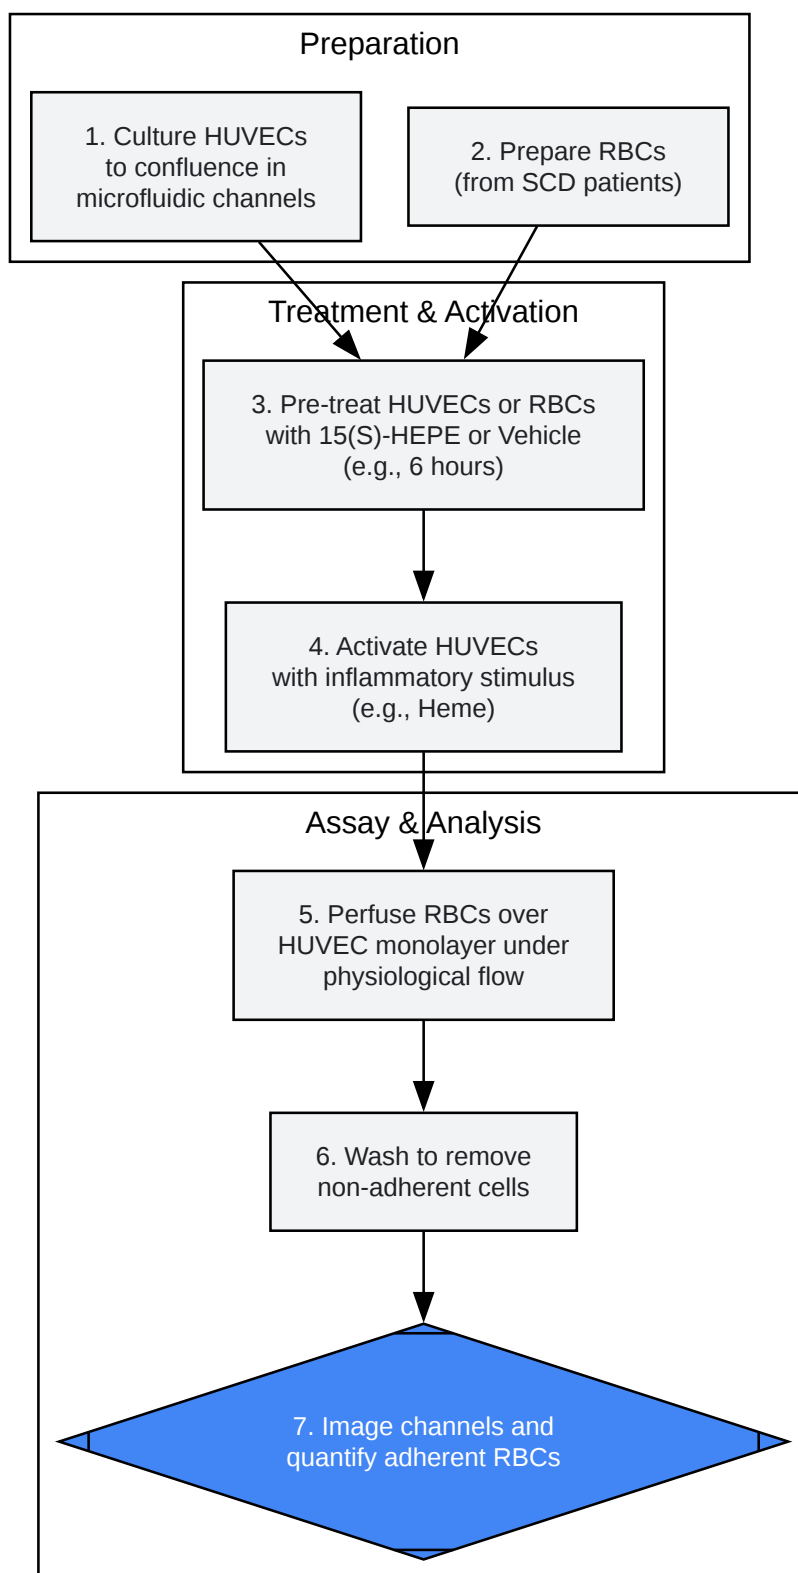 Preparation
1. Culture HUVECs
to confluence in
microfluidic channels
2. Prepare RBCs
(from SCD patients)
Treatment & Activation
3. Pre-treat HUVECs or RBCs
with 15(S)-HEPE or Vehicle
(e.g., 6 hours)
4. Activate HUVECs
with inflammatory stimulus
(e.g., Heme)
Assay & Analysis
5. Perfuse RBCs over
HUVEC monolayer under
physiological flow
6. Wash to remove
non-adherent cells
7. Image channels and
quantify adherent RBCs